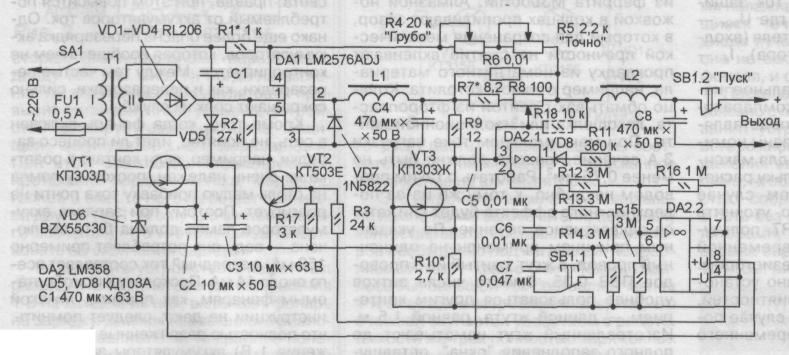 SA1
~220 В
FU1
0,5 А
T1
I
II
VD1–VD4 RL206
R1* 1 к
C1
DA1 LM2576ADJ
1
2
3
4
5
VD5
R2
27 к
VT1
КП303Д
VT2
КТ503Е
VD6
BZX55C30
DA2 LM358
VD5, VD8 КД103А
C1 470 мк × 63 В
C2 10 мк × 50 В
C3 10 мк × 63 В
R17
3 к
R3
24 к
L1
C4
470 мк
× 50 В
VD7
1N5822
R4 20 к
"Грубо"
R5 2,2 к
"Точно"
R6 0,01
R7* 8,2
R8 100
R18 10 к
R9
12
VT3
КП303Ж
DA2.1
3
2
1
C5 0,01 мк
VD8
R11
360 к
R12 3 М
R13 3 М
R14 3 М
R15
3 М
R16 1 М
R10*
2,7 к
C6
0,01 мк
C7
0,047 мк
SB1.1
L2
C8
470 мк
× 50 В
SB1.2 "Пуск"
Выход
DA2.2
5
6
7
8
4
+U
-U